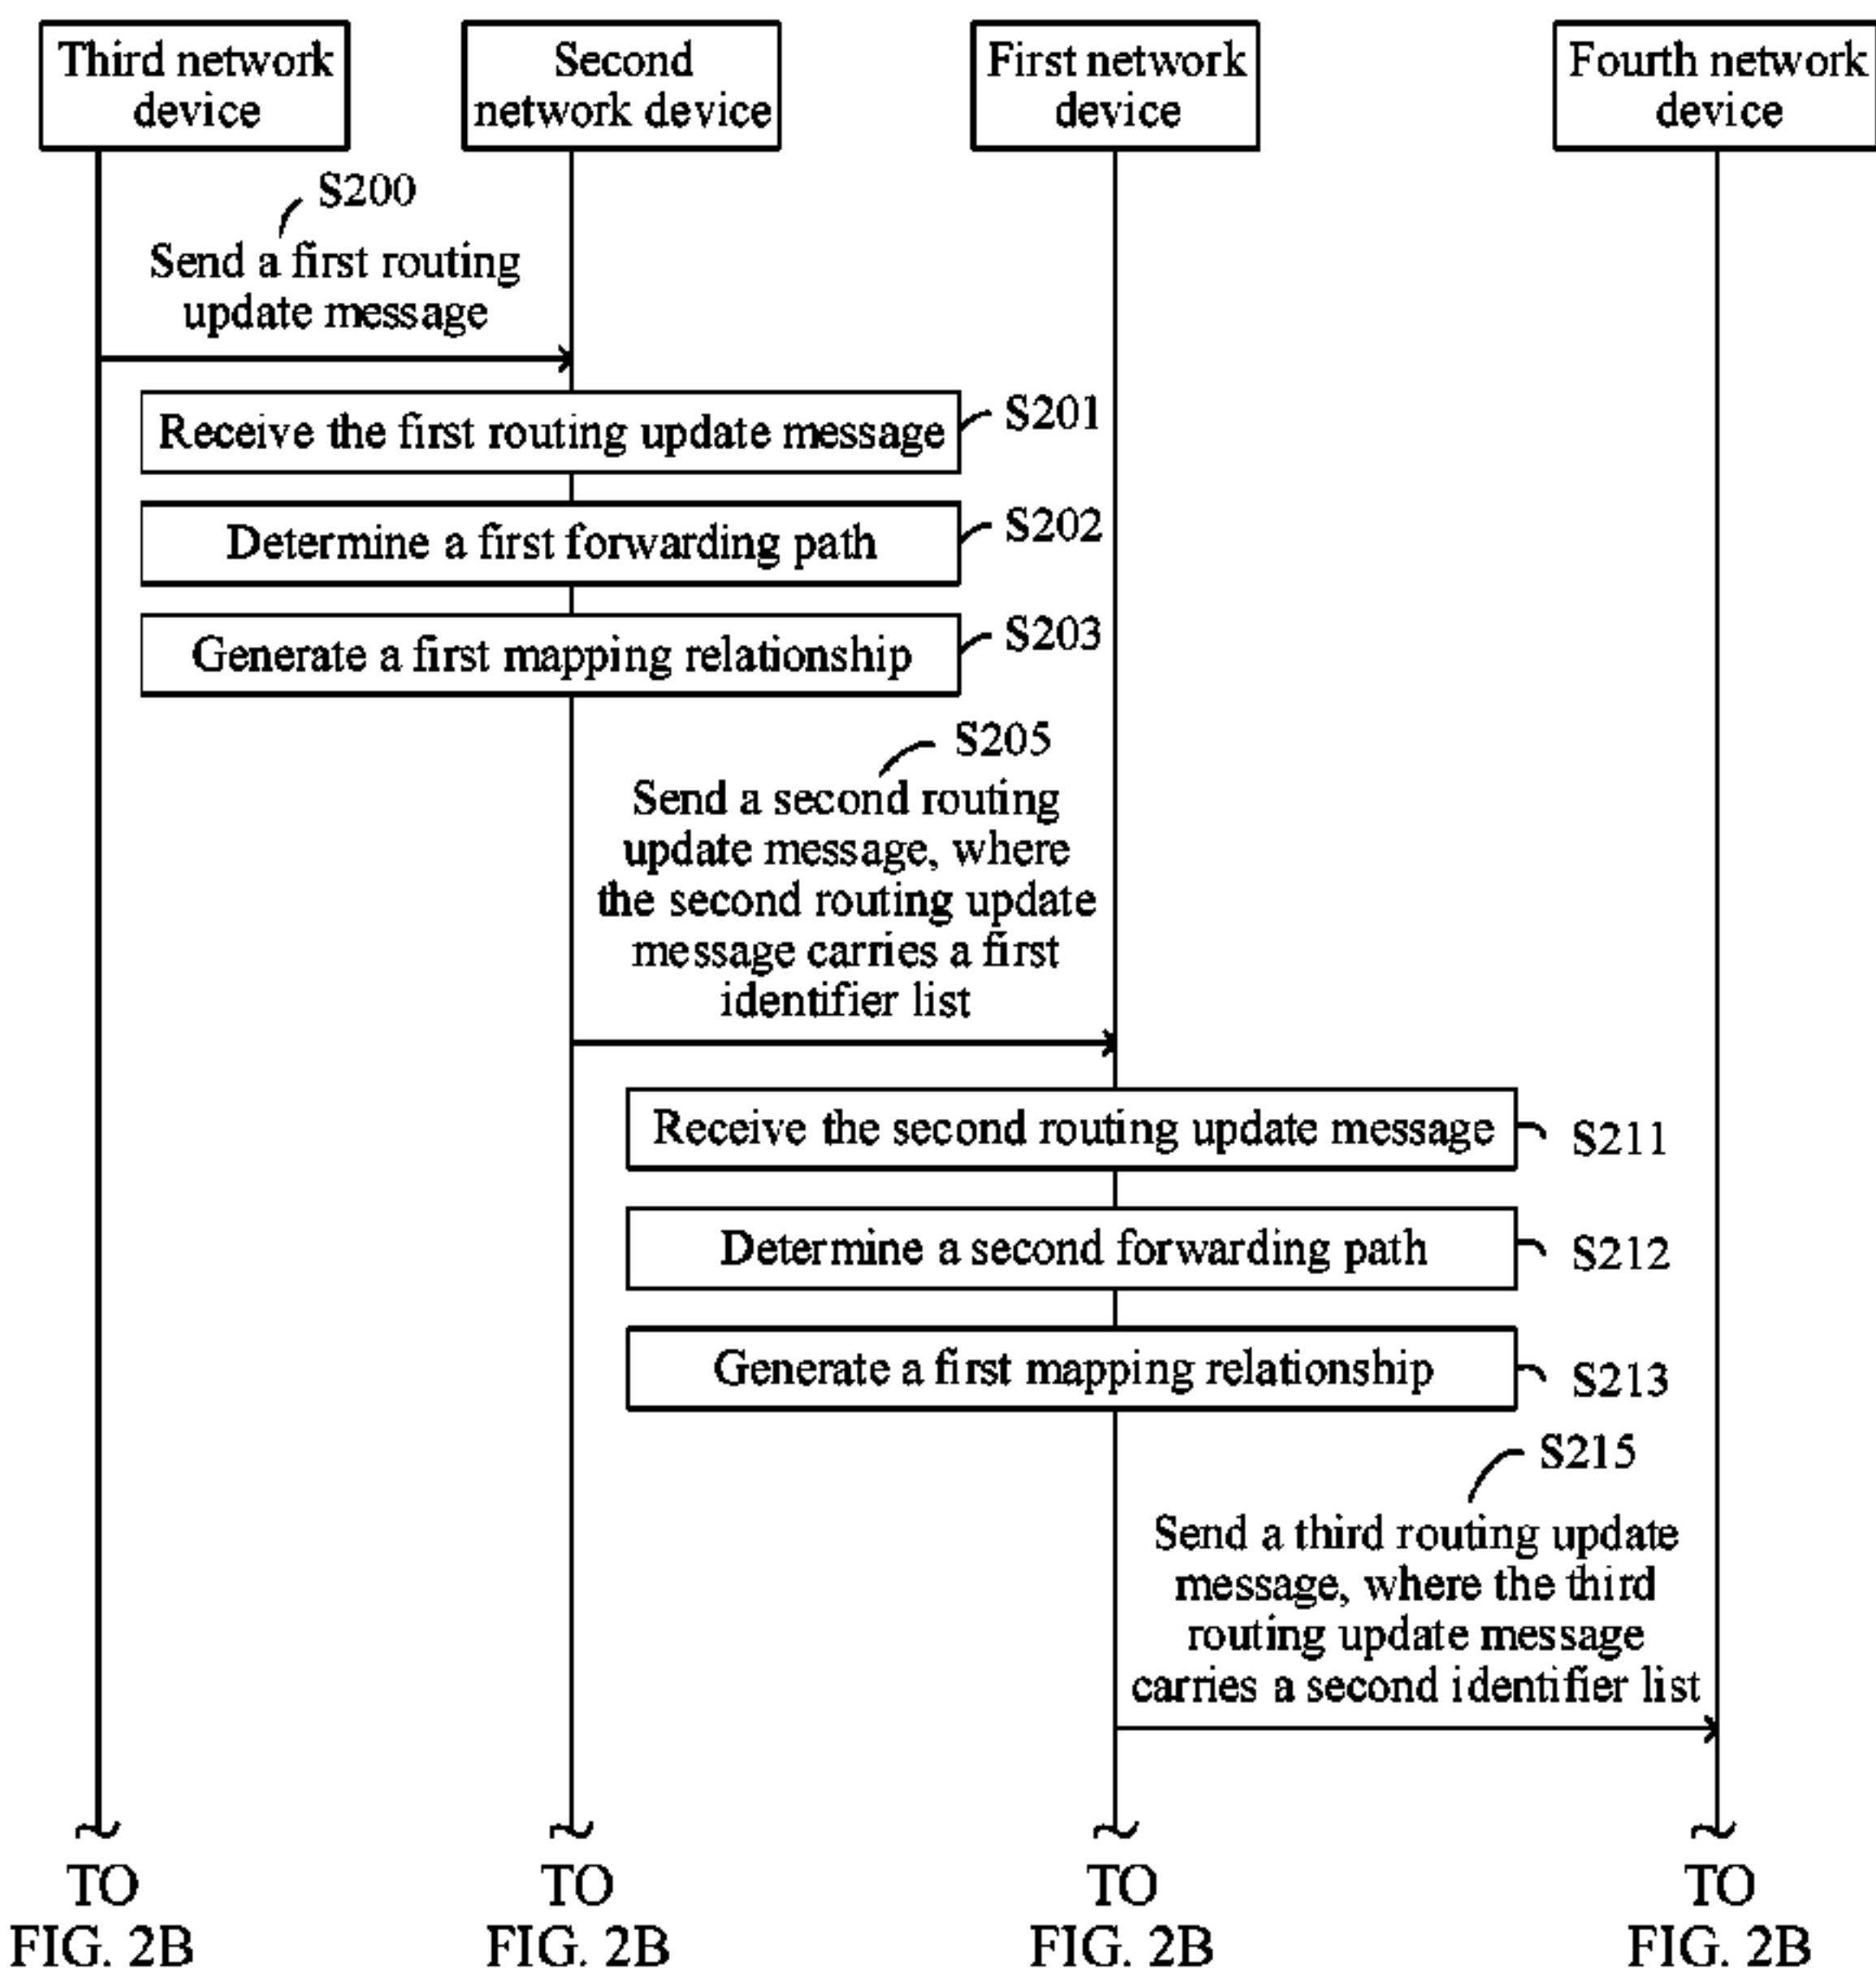 Third network
device
Second
network device
First network
device
Fourth network
device
S200
Send a first routing
update message
Receive the first routing update message
S201
Determine a first forwarding path
S202
Generate a first mapping relationship
S203
S205
Send a second routing
update message, where
the second routing update
message carries a first
identifier list
Receive the second routing update message
S211
Determine a second forwarding path
S212
Generate a first mapping relationship
S213
S215
Send a third routing update
message, where the third
routing update message
carries a second identifier list
TO
FIG. 2B
TO
FIG. 2B
TO
FIG. 2B
TO
FIG. 2B